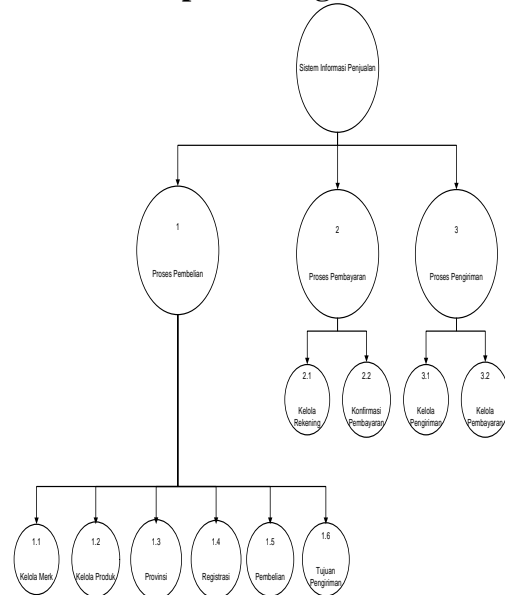 Sistem Informasi Penjualan
1
Proses Pembelian
2
Proses Pembayaran
3
Proses Pengiriman
2.1
Kelola
Rekening
2.2
Konfirmasi
Pembayaran
3.1
Kelola
Pengiriman
3.2
Kelola
Pembayaran
1.1
Kelola Merk
1.2
Kelola Produk
1.3
Provinsi
1.4
Registrasi
1.5
Pembelian
1.6
Tujuan
Pengiriman